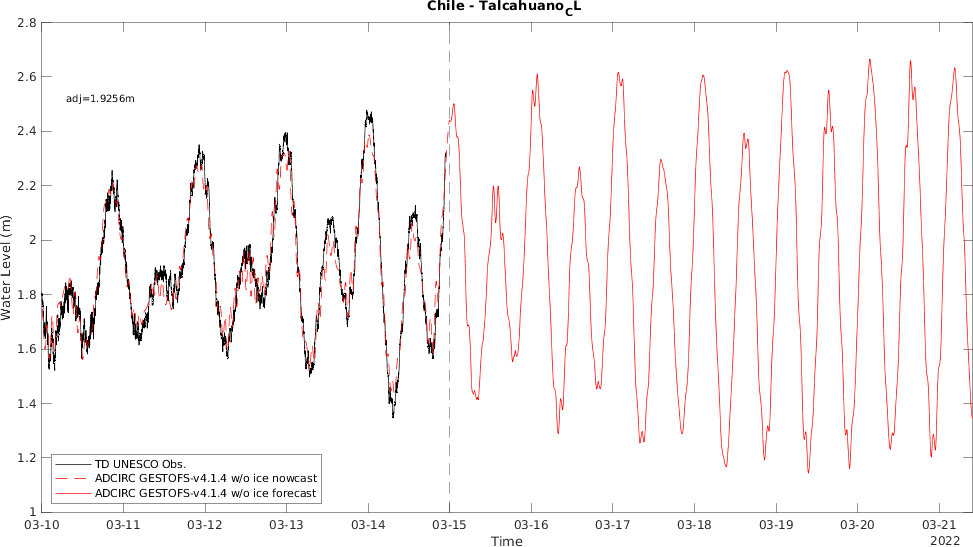 Chile - Talcahuano_CL
2.8
2.6
2.4
2.2
2
1.8
1.6
1.4
1.2
1
Water Level (m)
adj=1.9256m
TD UNESCO Obs.
ADCIRC GESTOFS-v4.1.4 w/o ice nowcast
ADCIRC GESTOFS-v4.1.4 w/o ice forecast
03-10 03-11 03-12 03-13 03-14 03-15 03-16 03-17 03-18 03-19 03-20 03-21
Time
2022